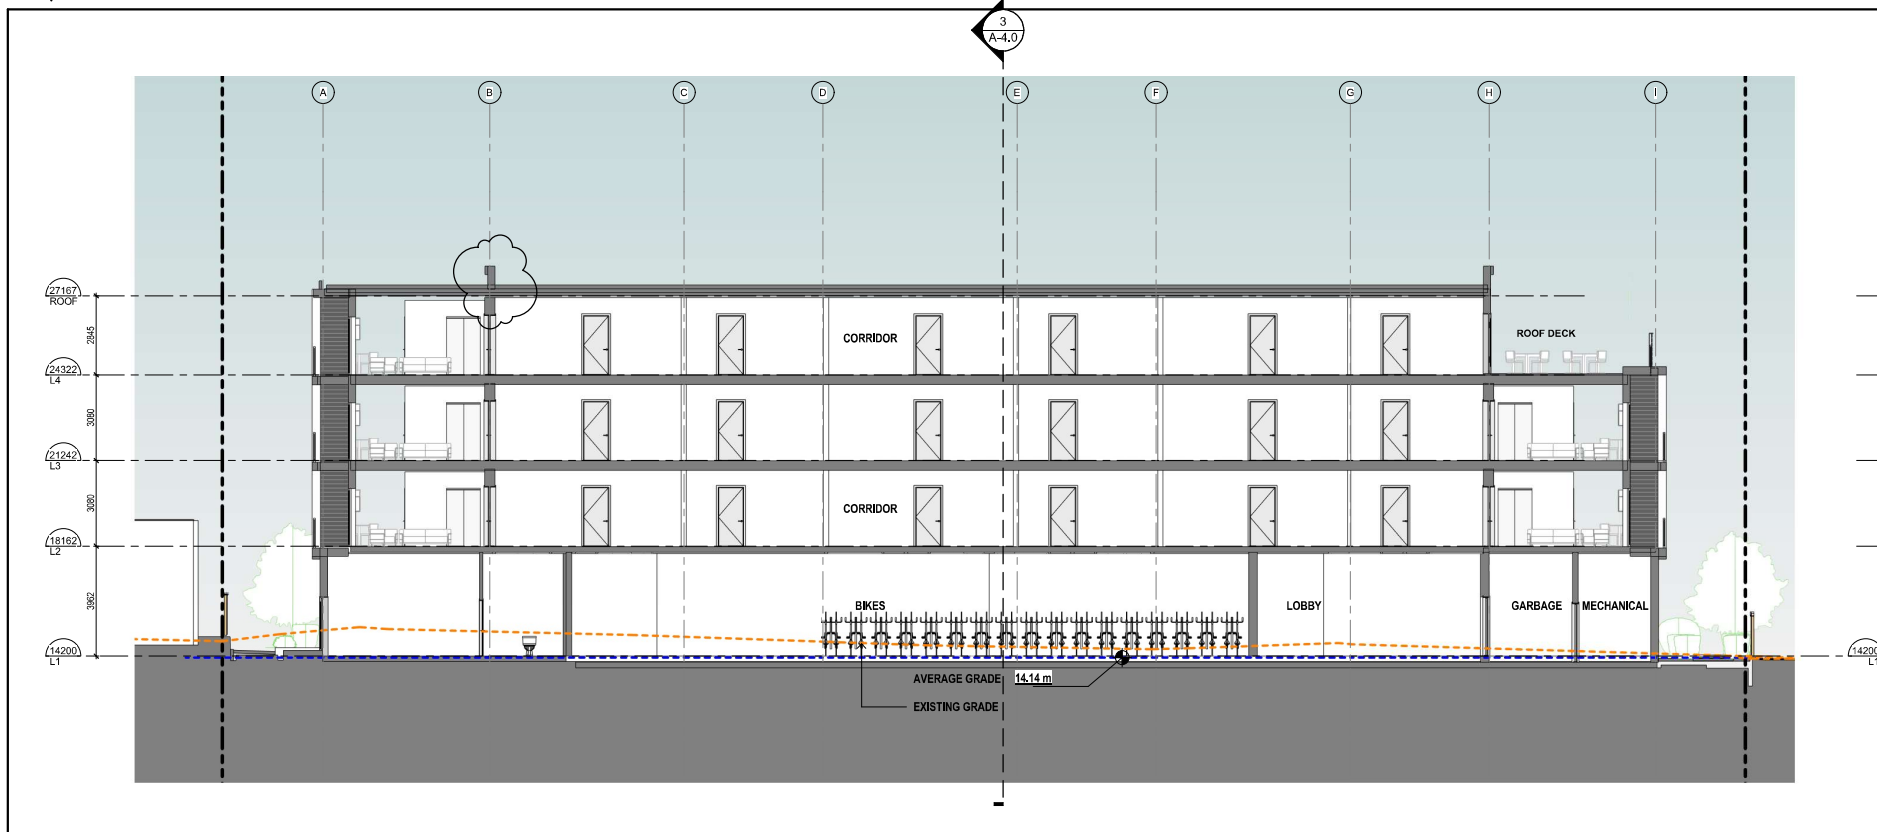 3
A-4.0
A
B
C
D
E
F
G
H
I
27167
ROOF
2845
CORRIDOR
ROOF DECK
24322
L4
3080
21242
L3
3080
CORRIDOR
18162
L2
3962
BIKES
LOBBY
GARBAGE
MECHANICAL
14200
L1
14200
L1
AVERAGE GRADE 14.14 m
EXISTING GRADE